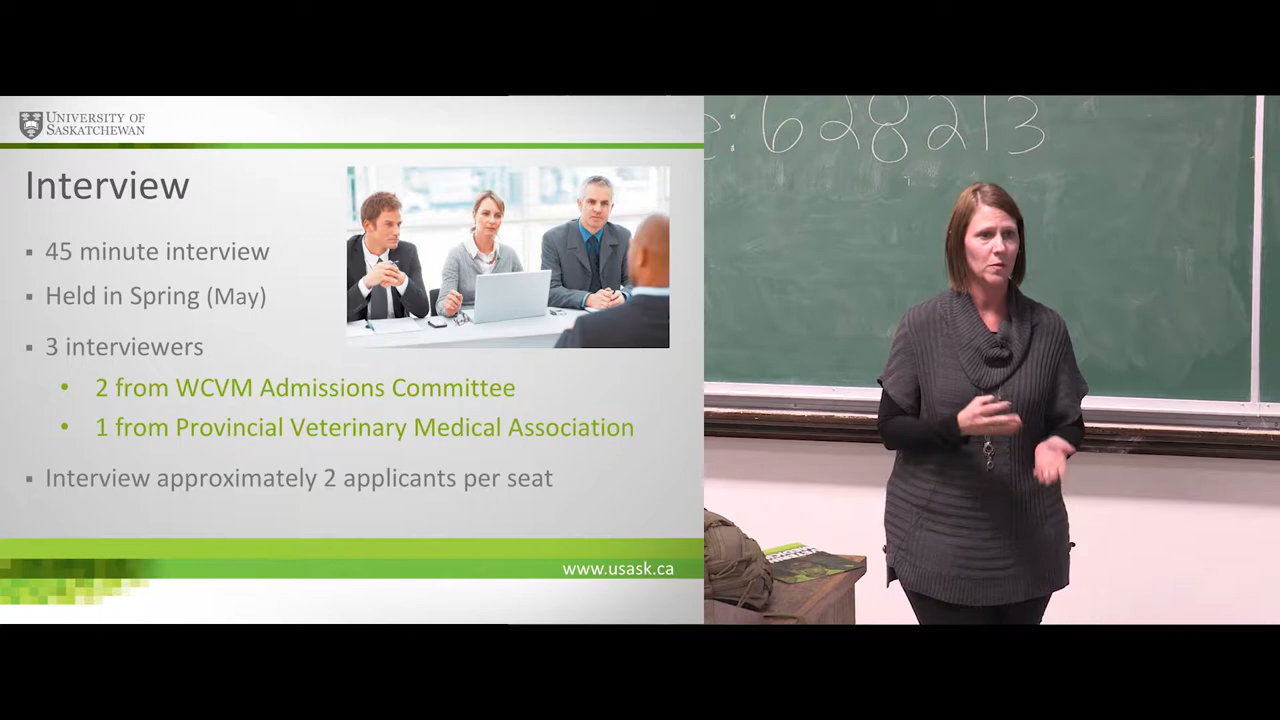 UNIVERSITY OF
SASKATCHEWAN
Interview
▪ 45 minute interview
▪ Held in Spring (May)
▪ 3 interviewers
• 2 from WCVM Admissions Committee
• 1 from Provincial Veterinary Medical Association
▪ Interview approximately 2 applicants per seat
www.usask.ca
e: 628213